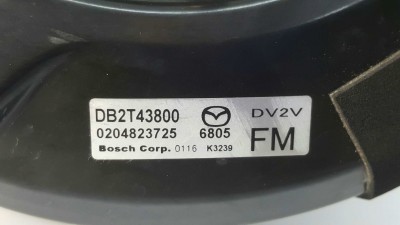 DB2T43800 DV2V
0204823725 6805 FM
Bosch Corp. 0116 K3239